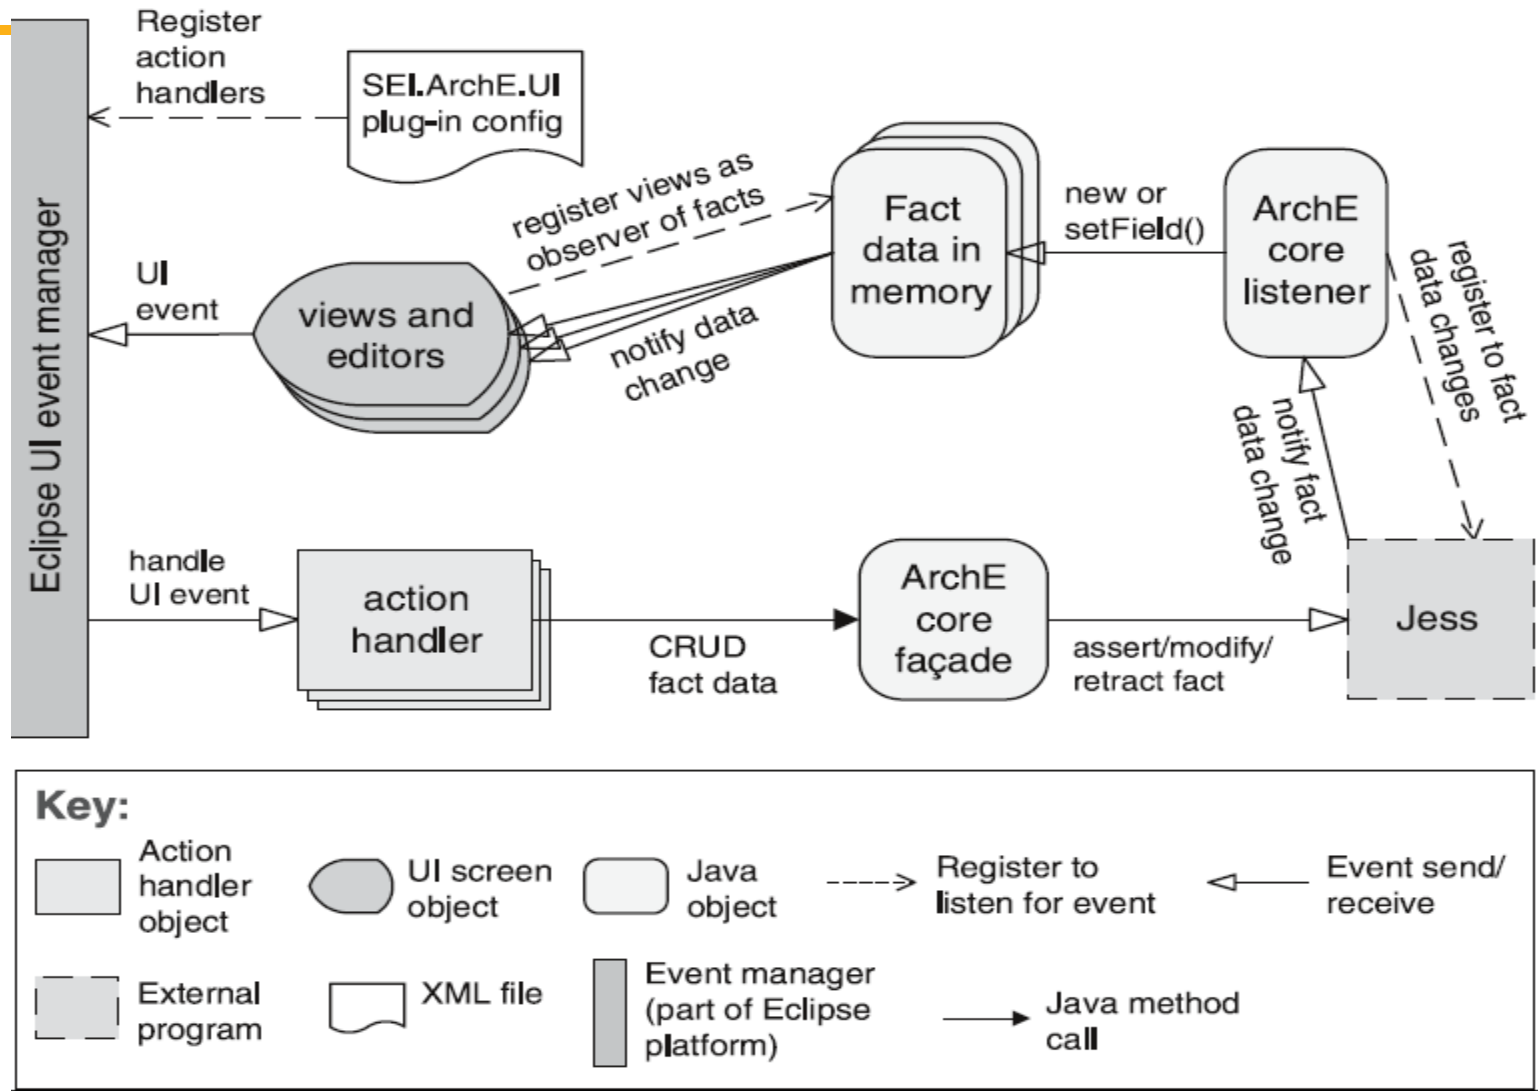 Register
action
handlers
SEI.ArchE.UI
plug-in config
Eclipse UI event manager
register views as
observer of facts
Fact
data in
memory
new or
setField()
ArchE
core
listener
register to fact
data changes
UI
event
views and
editors
notify data
change
notify fact
data change
handle
UI event
action
handler
CRUD
fact data
ArchE
core
façade
assert/modify/
retract fact
Jess
Key:
Action
handler
object
UI screen
object
Java
object
Register to
listen for event
Event send/
receive
External
program
XML file
Event manager
(part of Eclipse
platform)
Java method
call